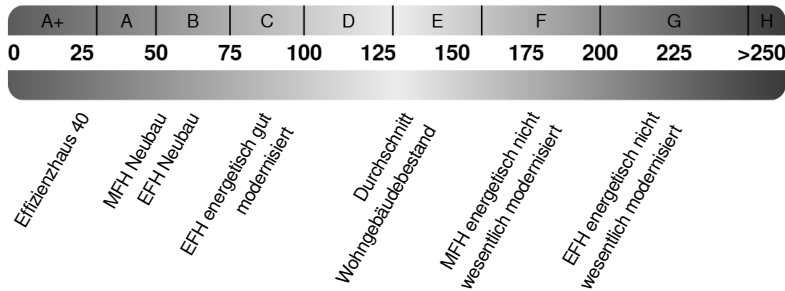 A+ A B C D E F G H
0 25 50 75 100 125 150 175 200 225 >250
Effizienzhaus 40
MFH Neubau
EFH Neubau
EFH energetisch gut
modernisiert
Durchschnitt
Wohngebäudebestand
MFH energetisch nicht
wesentlich modernisiert
EFH energetisch nicht
wesentlich modernisiert